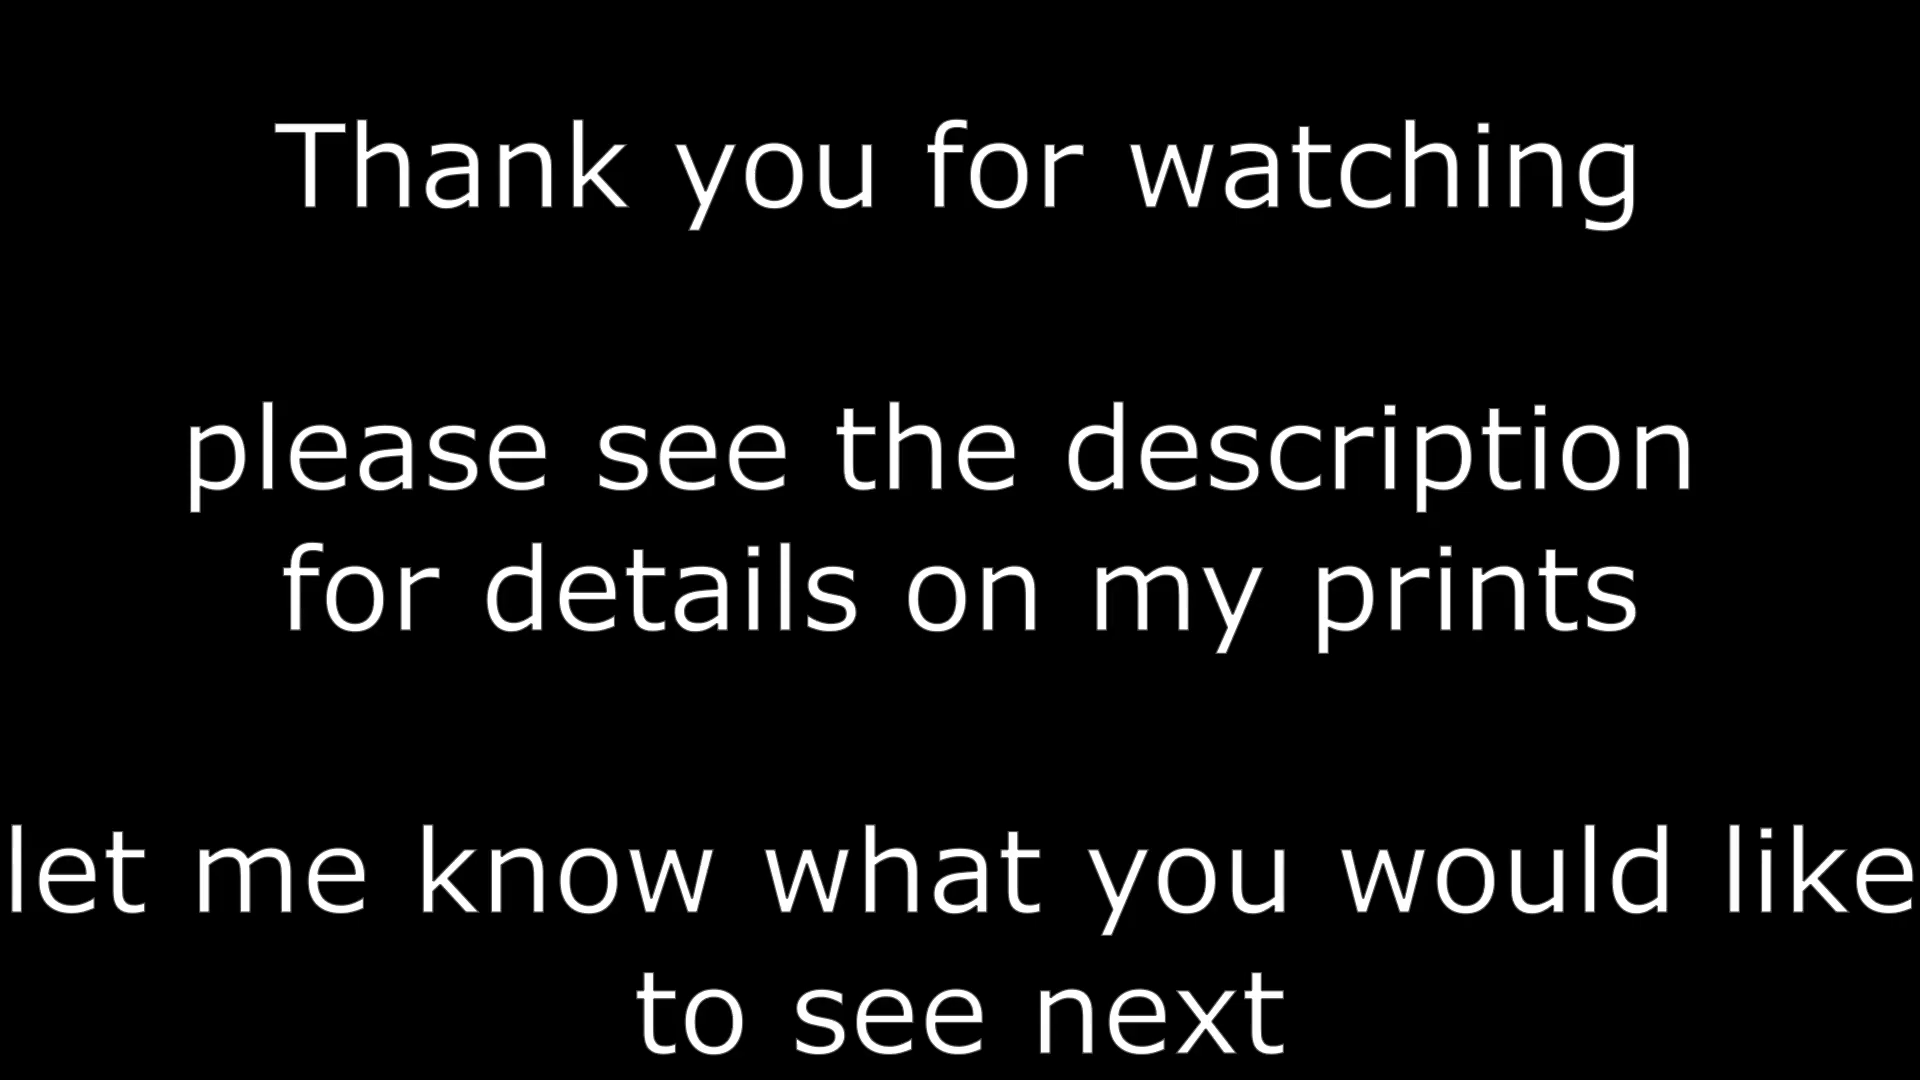 Thank you for watching
please see the description
for details on my prints
let me know what you would like
to see next